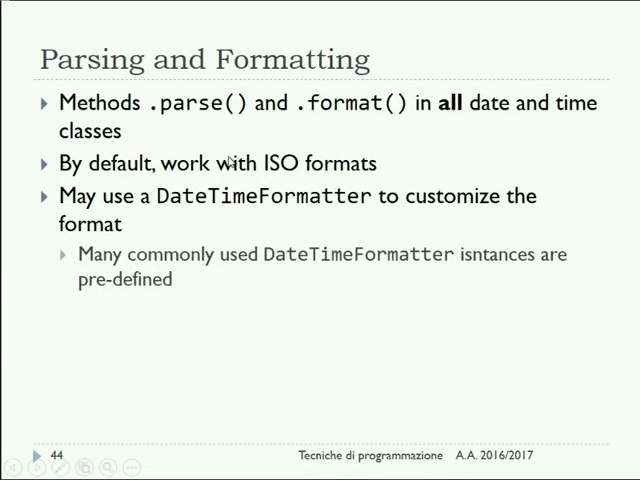 Parsing and Formatting
Methods .parse() and .format() in all date and time
classes
By default, work with ISO formats
May use a DateTimeFormatter to customize the
format
Many commonly used DateTimeFormatter isntances are
pre-defined
44
Tecniche di programmazione A.A. 2016/2017